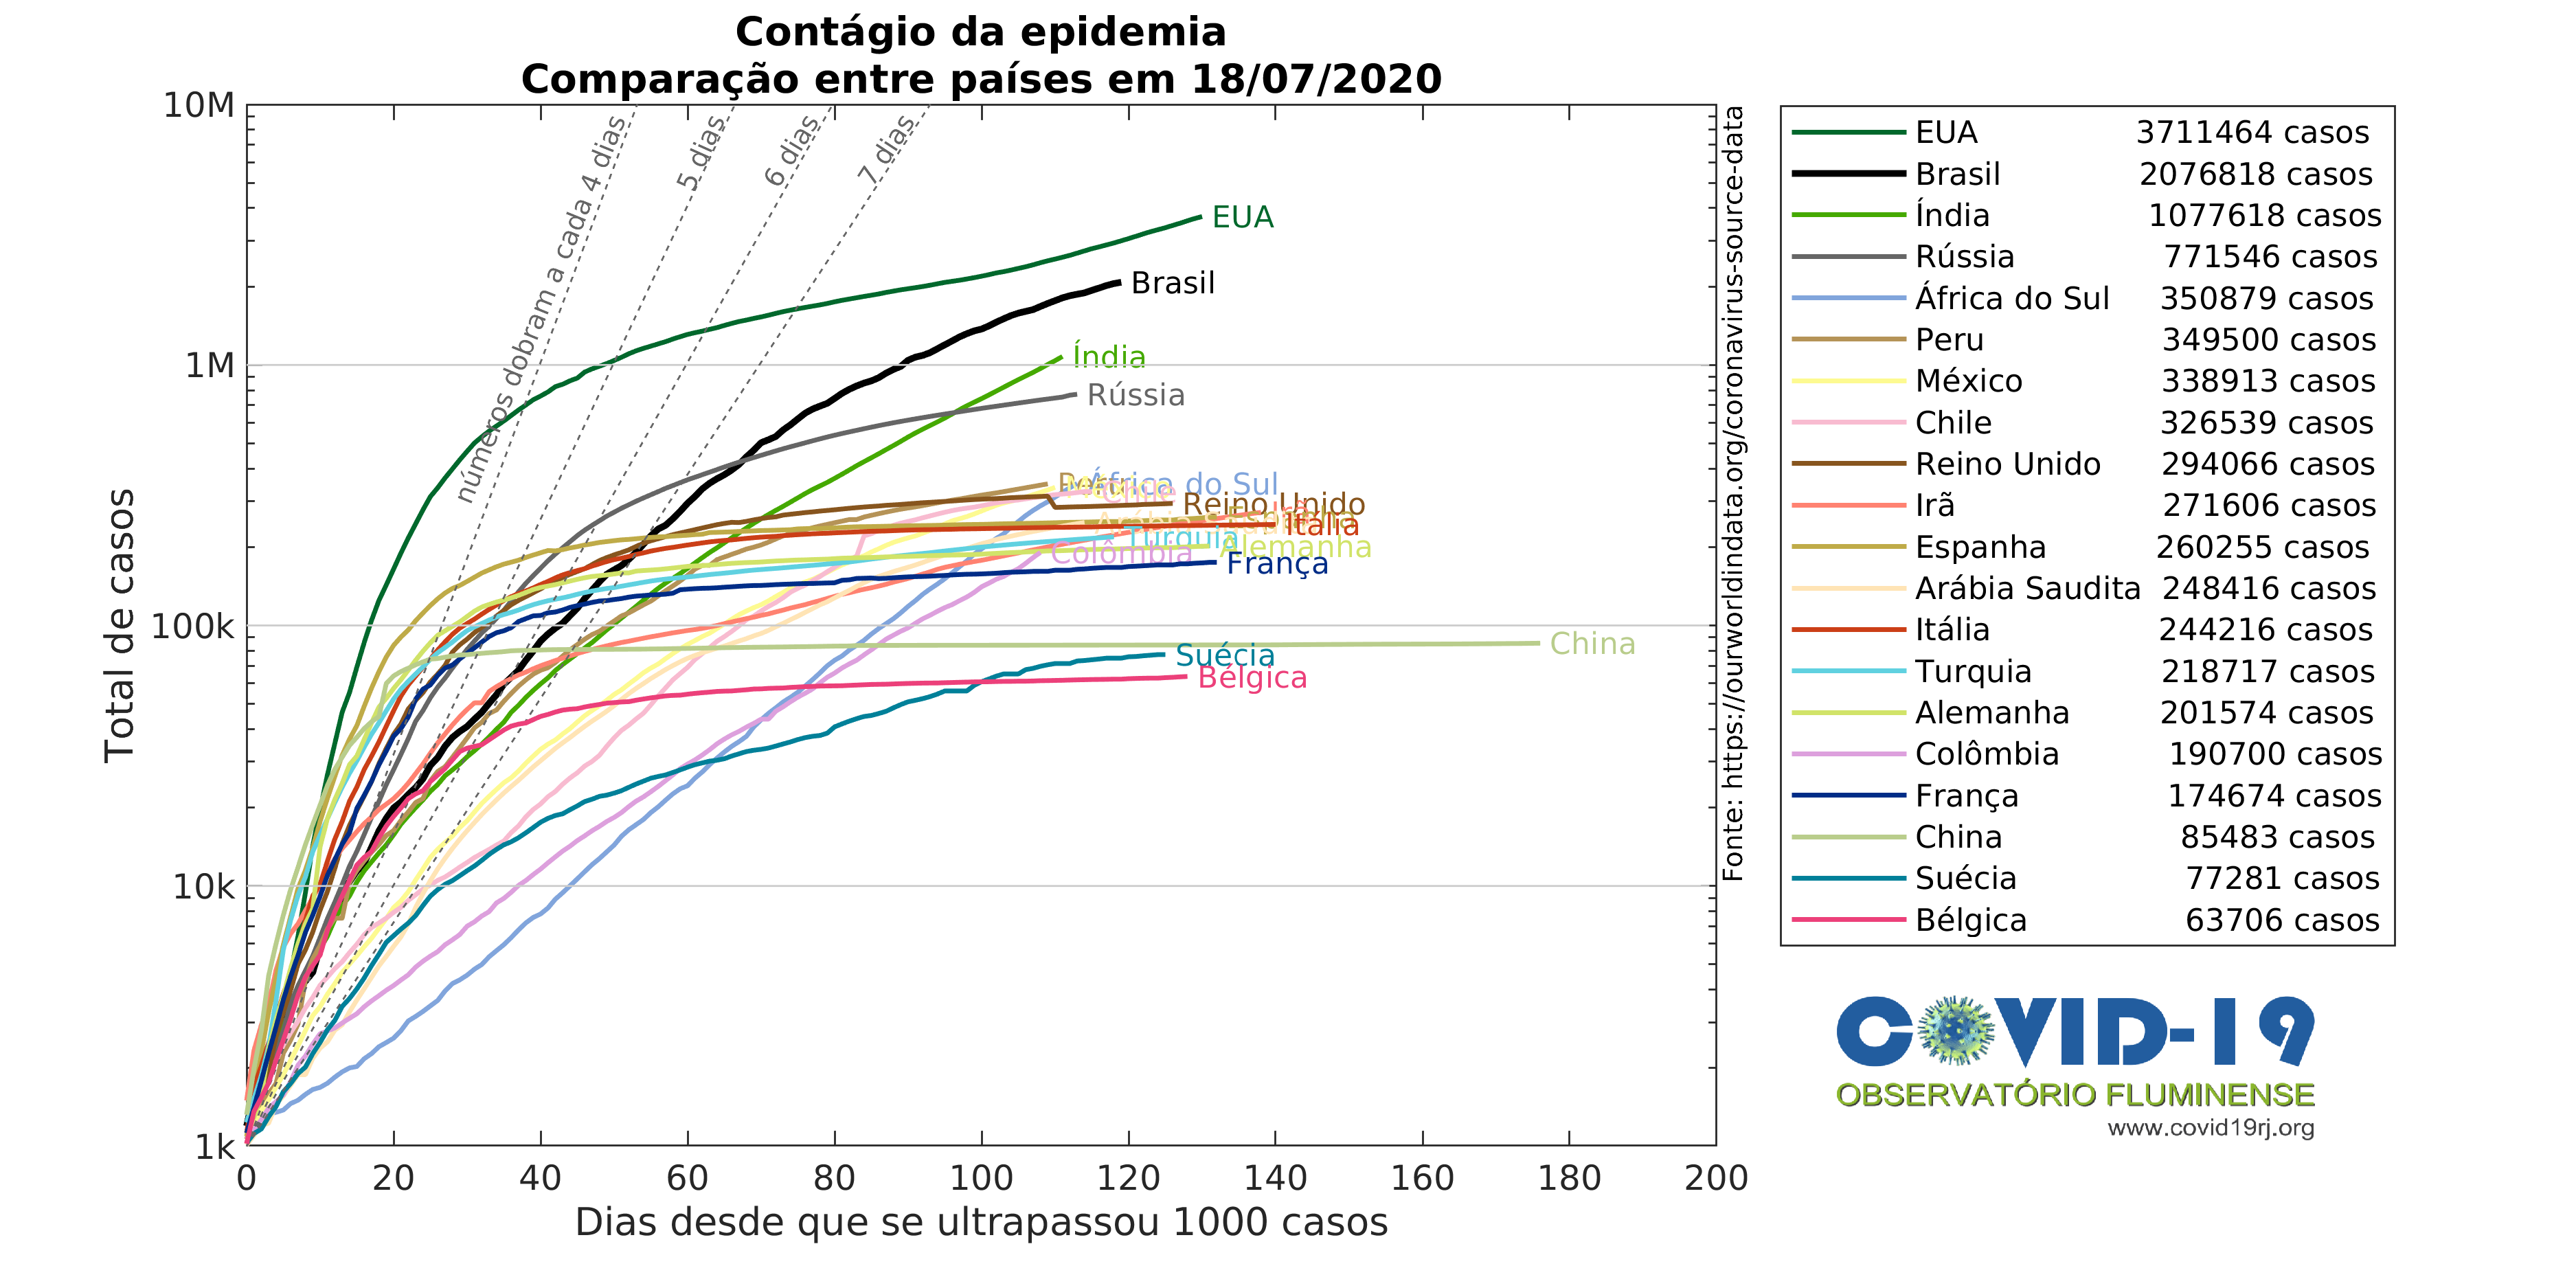 Contágio da epidemia
Comparação entre países em 18/07/2020
10M
1M
100k
10k
1k
Total de casos
0 20 40 60 80 100 120 140 160 180 200
Dias desde que se ultrapassou 1000 casos
números dobram a cada 4 dias
5 dias
6 dias
7 dias
EUA
Brasil
Índia
Rússia
Peru
África do Sul
México
Chile
Reino Unido
Irã
Espanha
Itália
Turquia
Alemanha
Colômbia
França
China
Suécia
Bélgica
Fonte: https://ourworldindata.org/coronavirus-source-data
EUA 3711464 casos
Brasil 2076818 casos
Índia 1077618 casos
Rússia 771546 casos
África do Sul 350879 casos
Peru 349500 casos
México 338913 casos
Chile 326539 casos
Reino Unido 294066 casos
Irã 271606 casos
Espanha 260255 casos
Arábia Saudita 248416 casos
Itália 244216 casos
Turquia 218717 casos
Alemanha 201574 casos
Colômbia 190700 casos
França 174674 casos
China 85483 casos
Suécia 77281 casos
Bélgica 63706 casos
COVID-19
OBSERVATÓRIO FLUMINENSE
www.covid19rj.org